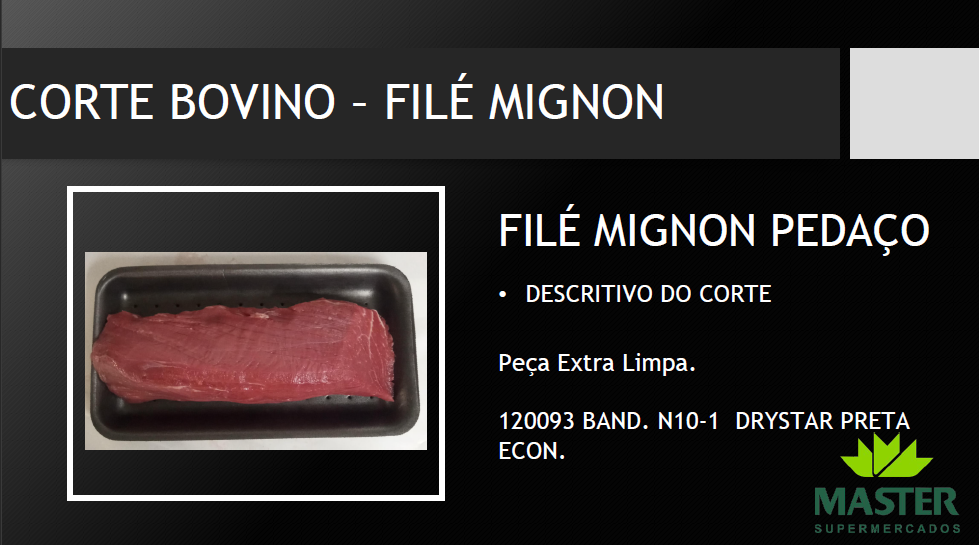 CORTE BOVINO – FILÉ MIGNON
FILÉ MIGNON PEDAÇO
• DESCRITIVO DO CORTE
Peça Extra Limpa.
120093 BAND. N10-1 DRYSTAR PRETA
ECON.
MASTER
SUPERMERCADOS